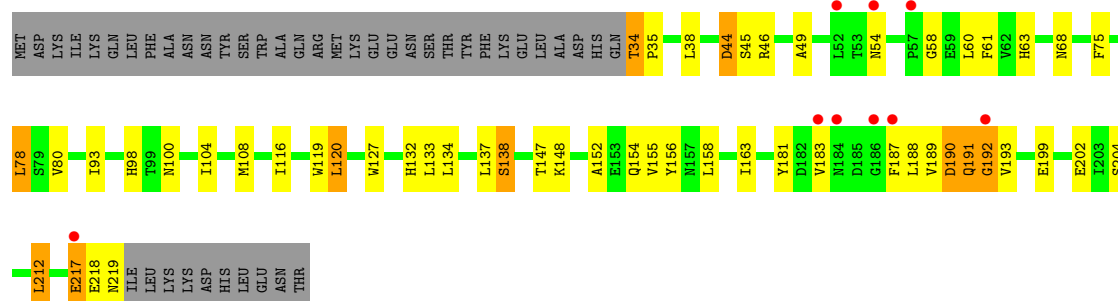 MET ASP LYS ILE LYS GLN LEU PHE ALA ASN ASN TYR SER TRP ALA GLN ARG MET LYS GLU GLU ASN SER THR TYR PHE LYS GLU LEU ALA ASP HIS GLN T34 P35 L38 D44 S45 R46 A49 L52 T53 N54 P57 G58 E59 L60 F61 V62 H63 N68 F75
L78 S79 V80 I93 H98 T99 N100 I104 M108 I116 W119 L120 W127 H132 L133 L134 L137 S138 T147 K148 A152 E153 Q154 V155 Y156 N157 L158 I163 Y181 D182 V183 N184 D185 G186 F187 L188 V189 D190 Q191 G192 V193 E199 E202 I203 S204
L212 E217 E218 N219 ILE LEU LYS LYS ASP HIS LEU GLU ASN THR